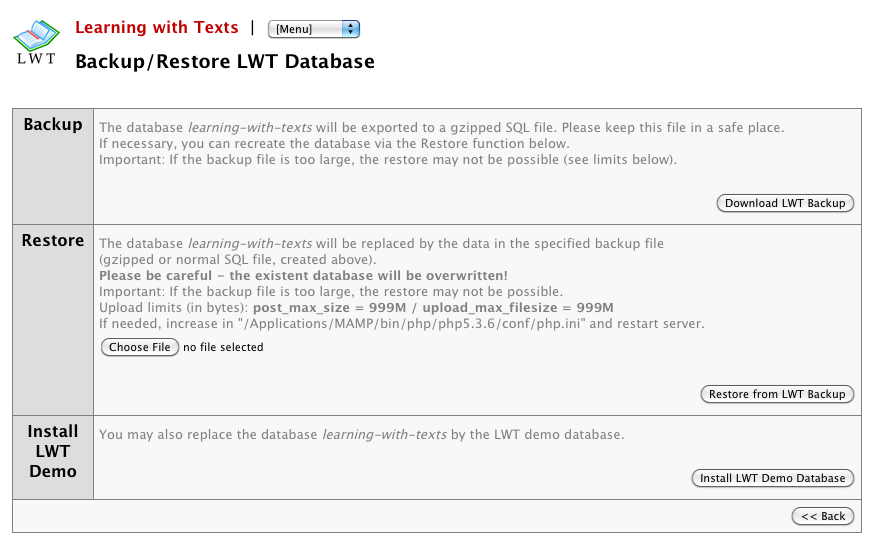 Learning with Texts | [Menu]
LWT
Backup/Restore LWT Database
Backup
The database learning-with-texts will be exported to a gzipped SQL file. Please keep this file in a safe place.
If necessary, you can recreate the database via the Restore function below.
Important: If the backup file is too large, the restore may not be possible (see limits below).
Download LWT Backup
Restore
The database learning-with-texts will be replaced by the data in the specified backup file
(gzipped or normal SQL file, created above).
Please be careful - the existent database will be overwritten!
Important: If the backup file is too large, the restore may not be possible.
Upload limits (in bytes): post_max_size = 999M / upload_max_filesize = 999M
If needed, increase in "/Applications/MAMP/bin/php/php5.3.6/conf/php.ini" and restart server.
Choose File no file selected
Restore from LWT Backup
Install
LWT
Demo
You may also replace the database learning-with-texts by the LWT demo database.
Install LWT Demo Database
<< Back